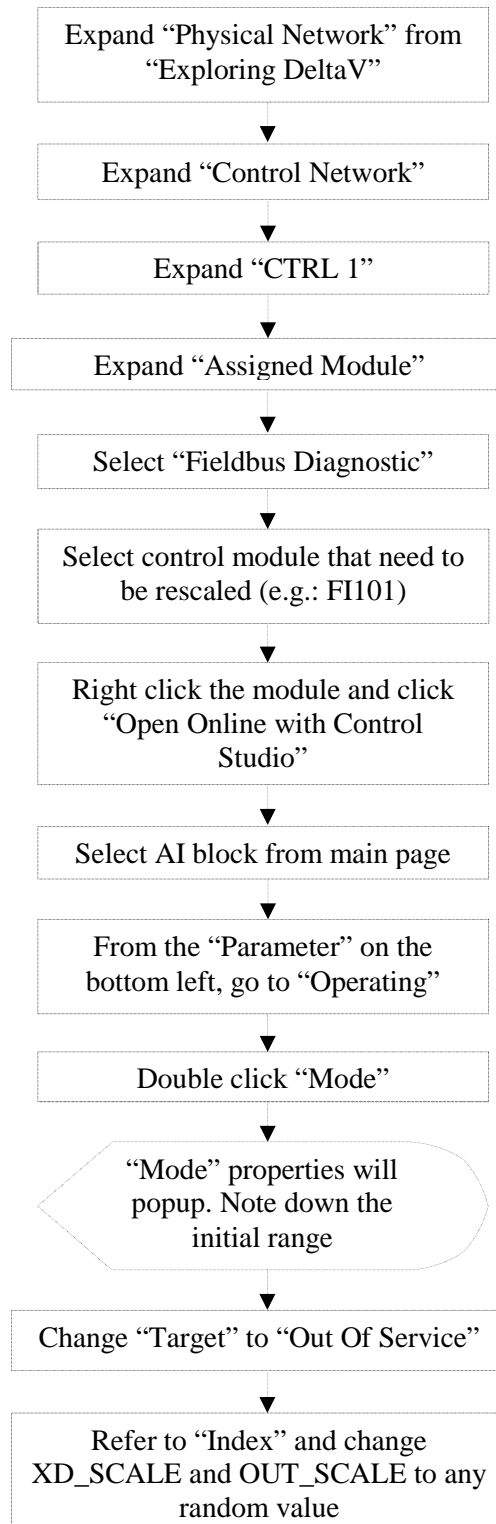 Expand “Physical Network” from
“Exploring DeltaV”
Expand “Control Network”
Expand “CTRL 1”
Expand “Assigned Module”
Select “Fieldbus Diagnostic”
Select control module that need to
be rescaled (e.g.: FI101)
Right click the module and click
“Open Online with Control
Studio”
Select AI block from main page
From the “Parameter” on the
bottom left, go to “Operating”
Double click “Mode”
“Mode” properties will
popup. Note down the
initial range
Change “Target” to “Out Of Service”
Refer to “Index” and change
XD_SCALE and OUT_SCALE to any
random value